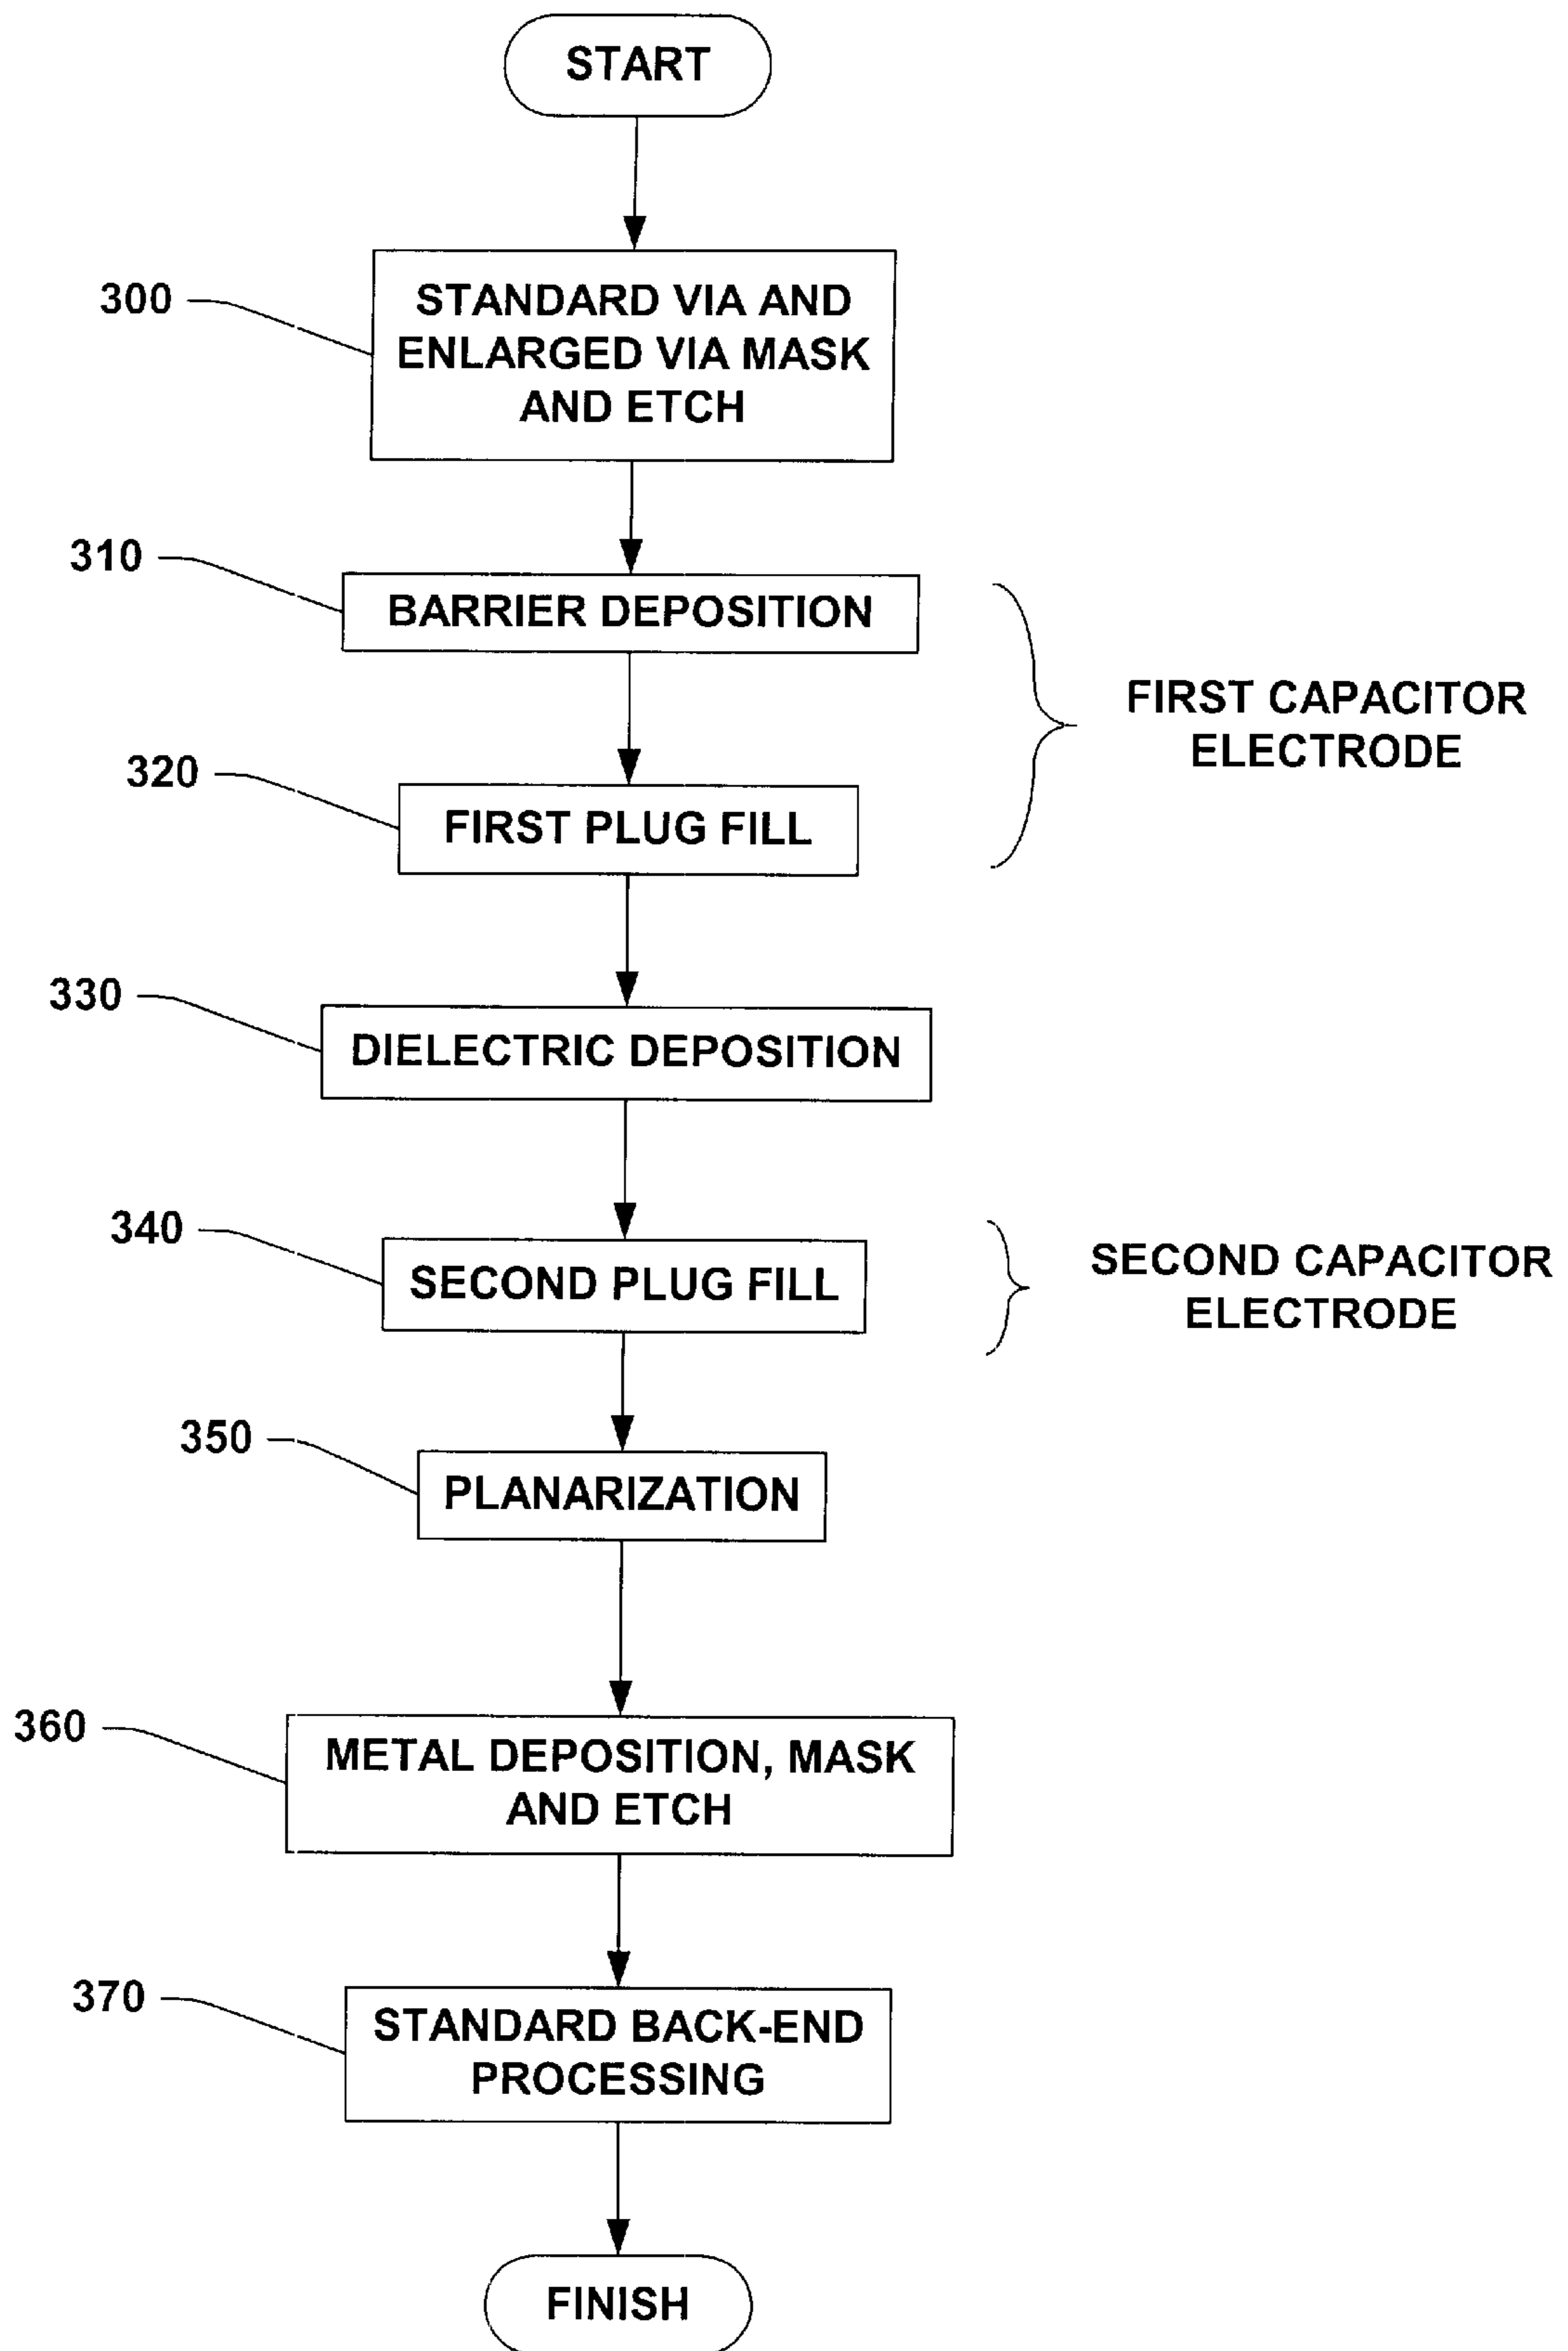 START
300
STANDARD VIA AND
ENLARGED VIA MASK
AND ETCH
310
BARRIER DEPOSITION
FIRST CAPACITOR
ELECTRODE
320
FIRST PLUG FILL
330
DIELECTRIC DEPOSITION
340
SECOND PLUG FILL
SECOND CAPACITOR
ELECTRODE
350
PLANARIZATION
360
METAL DEPOSITION, MASK
AND ETCH
370
STANDARD BACK-END
PROCESSING
FINISH